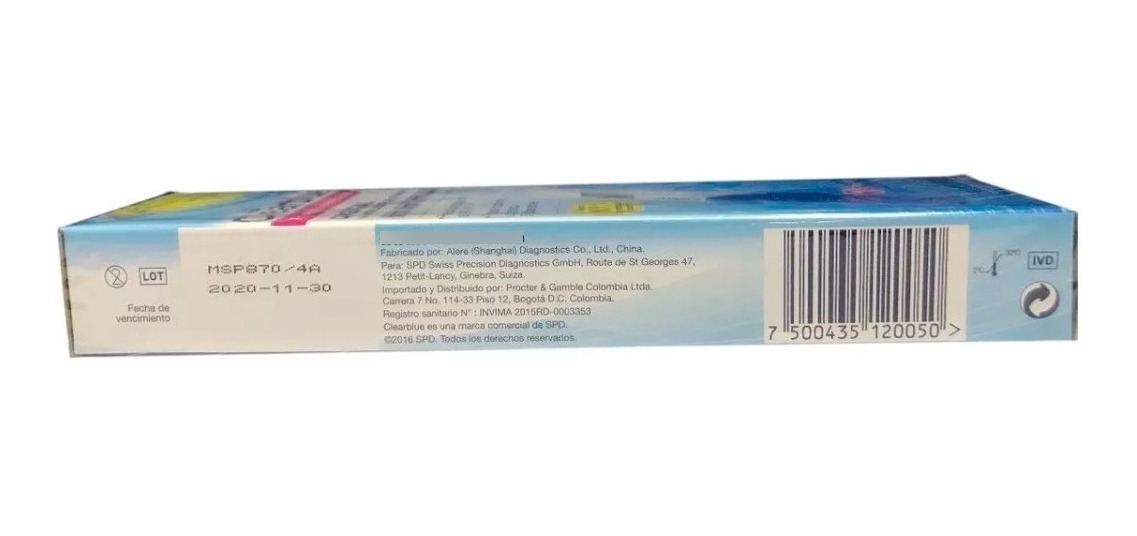 LOT
Fecha de
vencimiento
MSP870/4A
2020-11-30
Fabricado por: Alere (Shanghai) Diagnostics Co., Ltd., China.
Para: SPD Swiss Precision Diagnostics GmbH, Route de St Georges 47,
1213 Petit-Lancy, Ginebra, Suiza.
Importado y Distribuido por: Procter & Gamble Colombia Ltda.
Carrera 7 No. 114-33 Piso 12, Bogotá D.C. Colombia.
Registro sanitario N° : INVIMA 2015RD-0003353
Clearblue es una marca comercial de SPD.
©2016 SPD. Todos los derechos reservados.
7 500435 120050 >
2°C
30°C
IVD